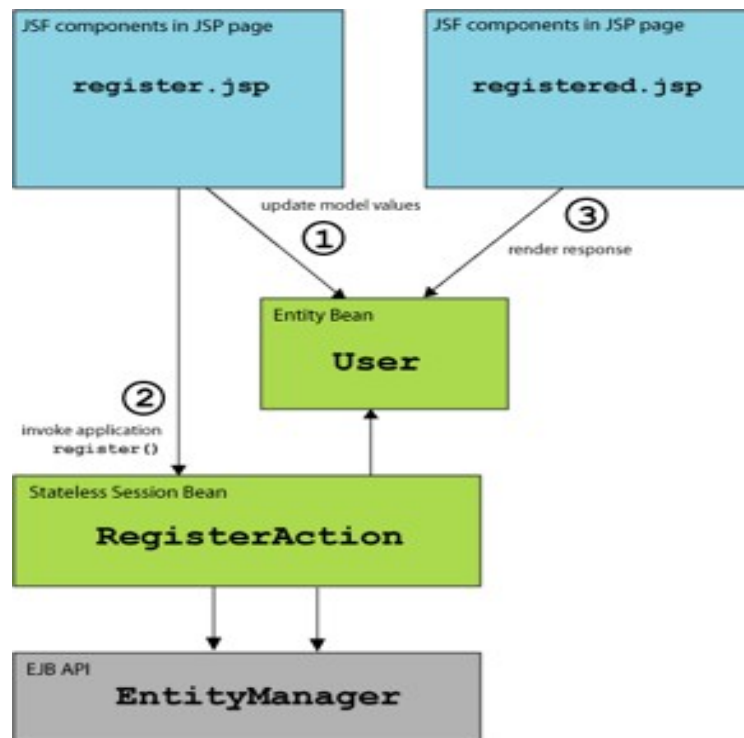 JSF components in JSP page
register.jsp
JSF components in JSP page
registered.jsp
update model values
1
3
render response
Entity Bean
User
2
invoke application
register()
Stateless Session Bean
RegisterAction
EJB API
EntityManager